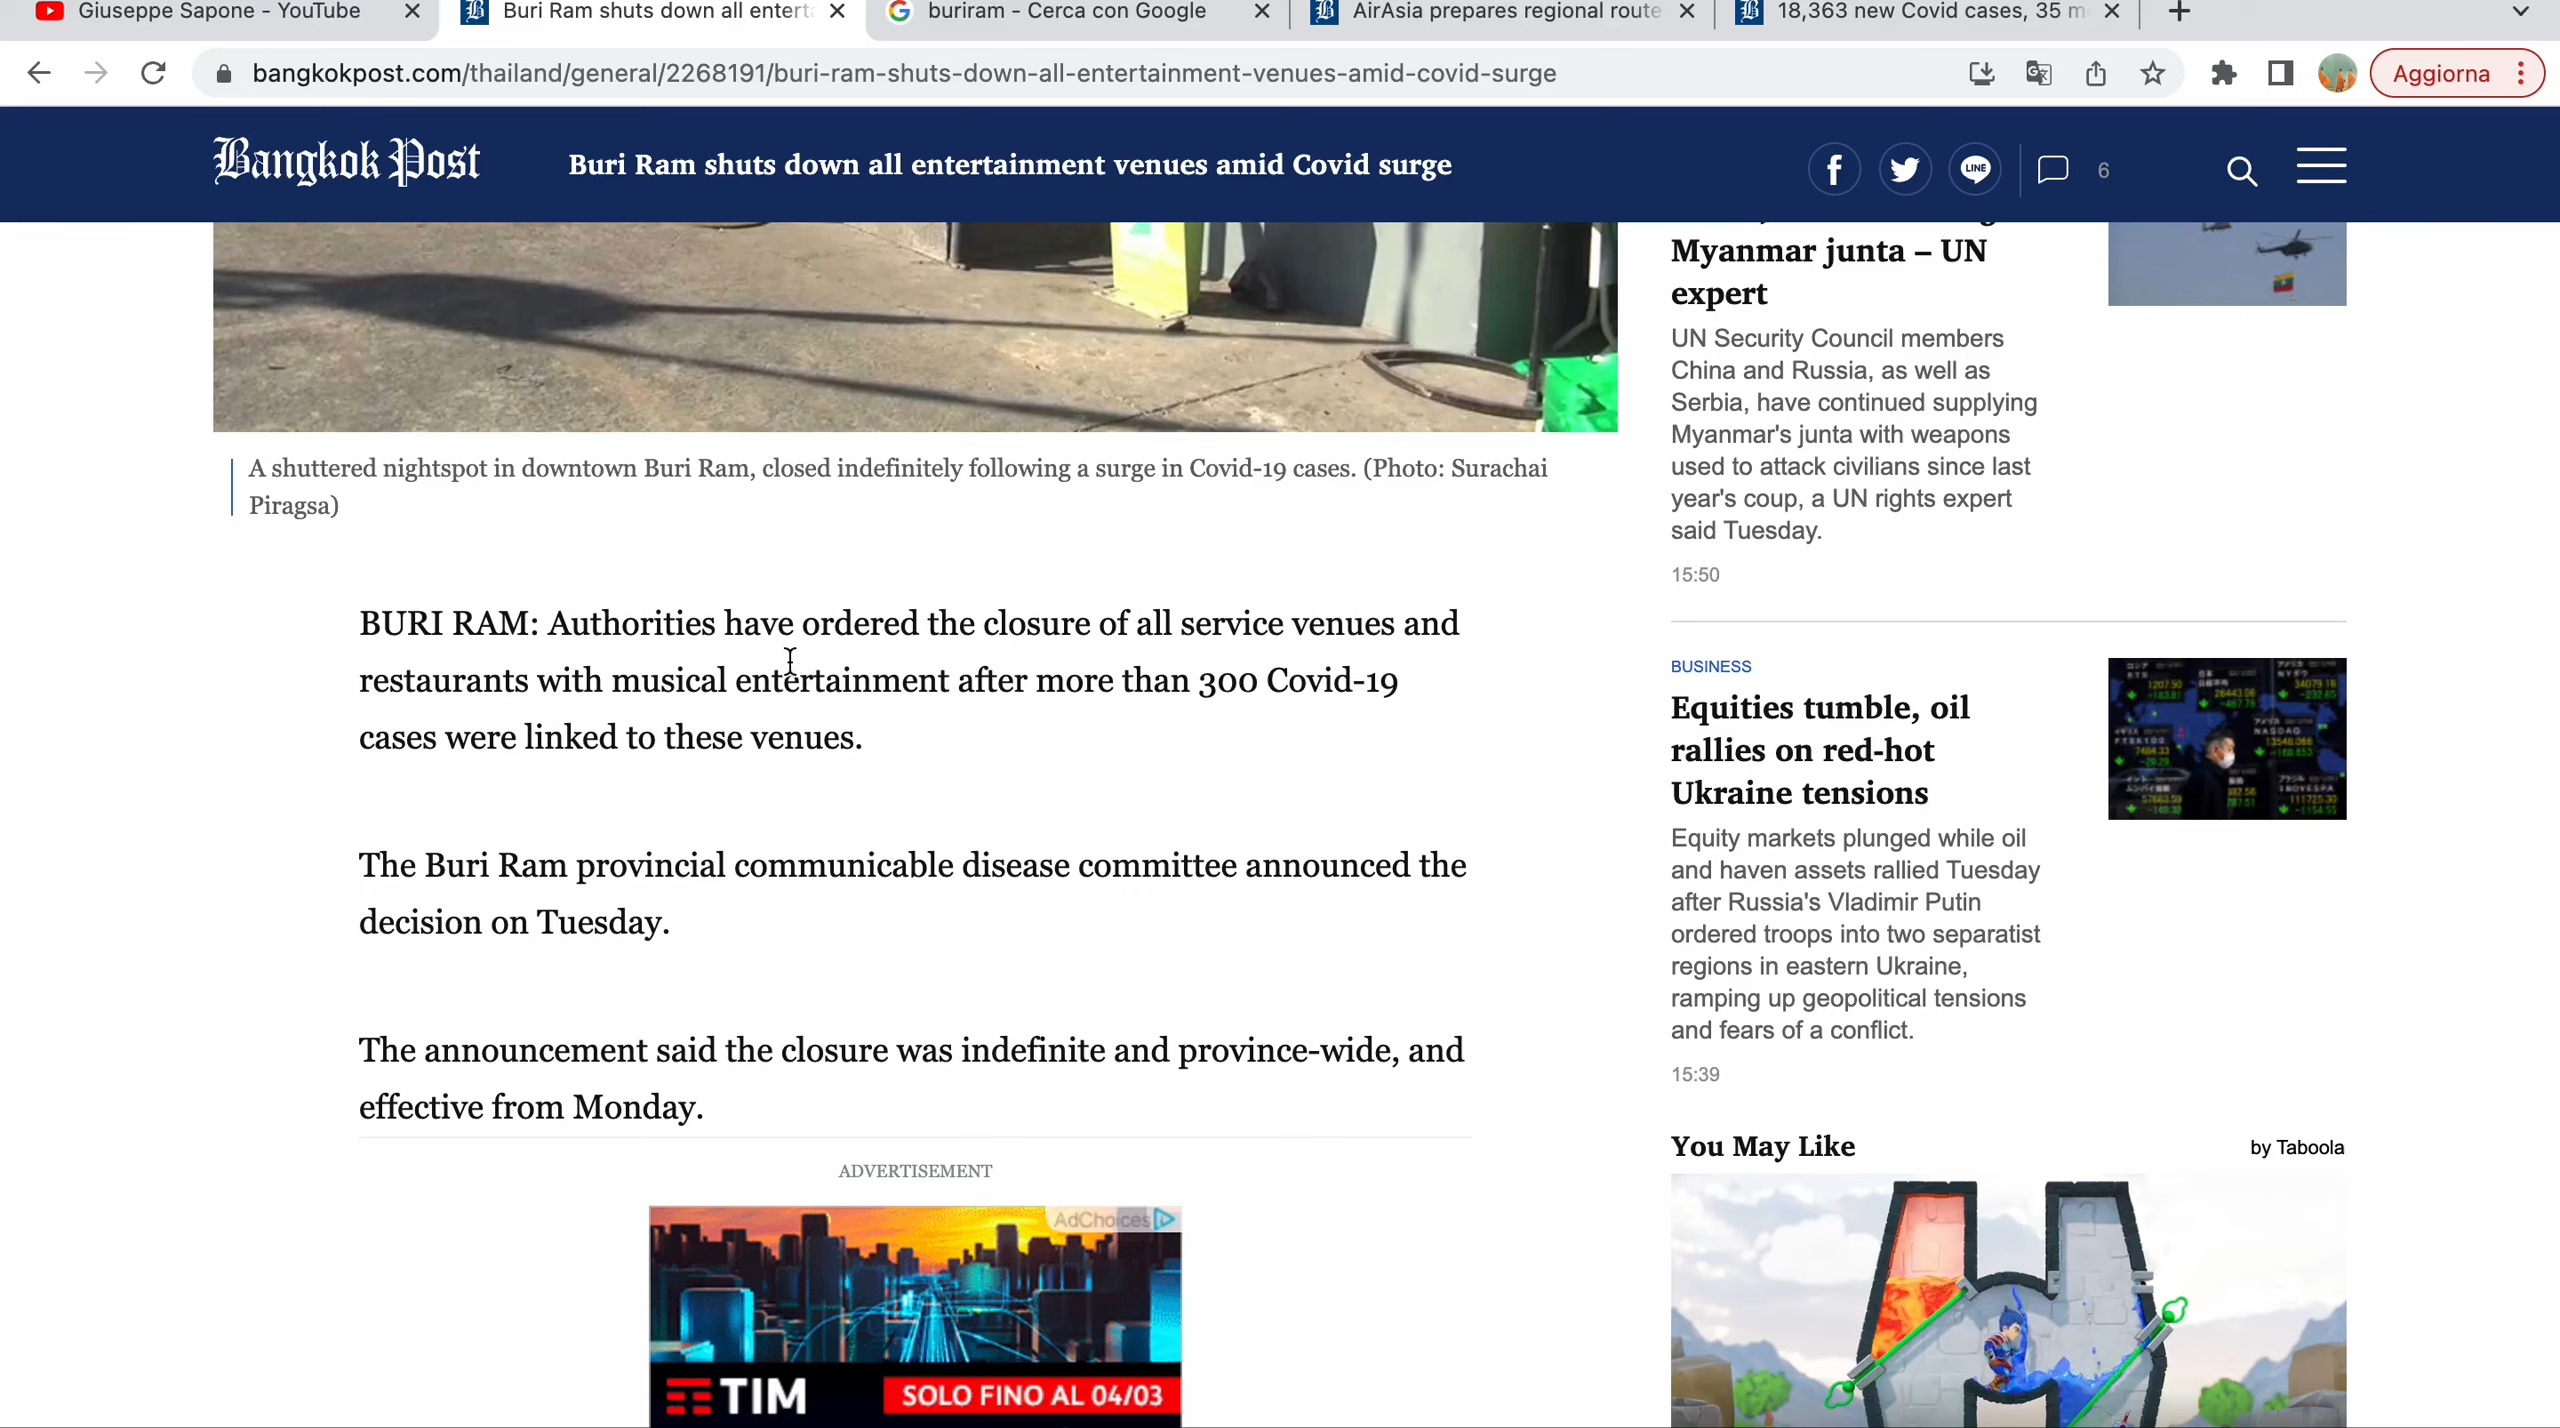 Giuseppe Sapone - YouTube
Buri Ram shuts down all enterta
buriram - Cerca con Google
AirAsia prepares regional route
18,363 new Covid cases, 35 m
bangkokpost.com/thailand/general/2268191/buri-ram-shuts-down-all-entertainment-venues-amid-covid-surge
Aggiorna
Bangkok Post
Buri Ram shuts down all entertainment venues amid Covid surge
LINE
6
A shuttered nightspot in downtown Buri Ram, closed indefinitely following a surge in Covid-19 cases. (Photo: Surachai
Piragsa)
BURI RAM: Authorities have ordered the closure of all service venues and
restaurants with musical entertainment after more than 300 Covid-19
cases were linked to these venues.
The Buri Ram provincial communicable disease committee announced the
decision on Tuesday.
The announcement said the closure was indefinite and province-wide, and
effective from Monday.
ADVERTISEMENT
AdChoices
TIM
SOLO FINO AL 04/03
Myanmar junta – UN
expert
UN Security Council members
China and Russia, as well as
Serbia, have continued supplying
Myanmar's junta with weapons
used to attack civilians since last
year's coup, a UN rights expert
said Tuesday.
15:50
BUSINESS
Equities tumble, oil
rallies on red-hot
Ukraine tensions
Equity markets plunged while oil
and haven assets rallied Tuesday
after Russia's Vladimir Putin
ordered troops into two separatist
regions in eastern Ukraine,
ramping up geopolitical tensions
and fears of a conflict.
15:39
You May Like
by Taboola